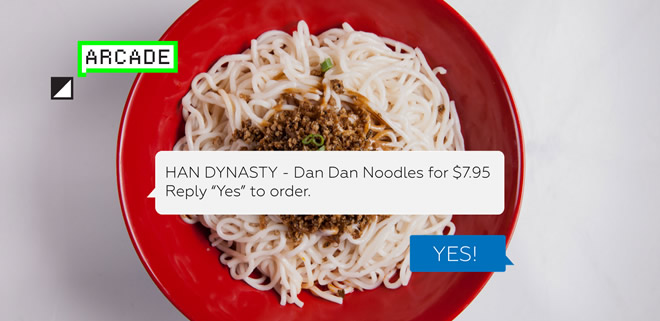 ARCADE
HAN DYNASTY - Dan Dan Noodles for $7.95
Reply “Yes” to order.
YES!